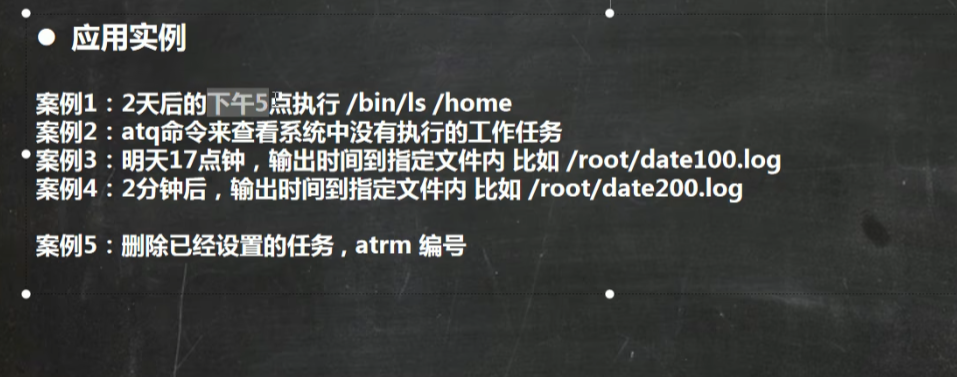 ● 应用实例
案例1：2天后的下午5点执行 /bin/ls /home
案例2：atq命令来查看系统中没有执行的工作任务
案例3：明天17点钟，输出时间到指定文件内 比如 /root/date100.log
案例4：2分钟后，输出时间到指定文件内 比如 /root/date200.log
案例5：删除已经设置的任务 , atrm 编号